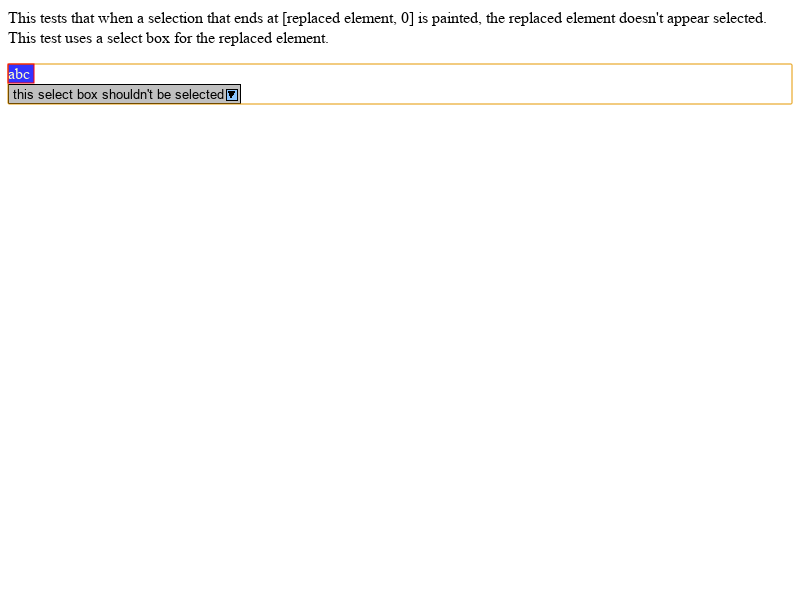 This tests that when a selection that ends at [replaced element, 0] is painted, the replaced element doesn't appear selected.
This test uses a select box for the replaced element.
abc
this select box shouldn't be selected